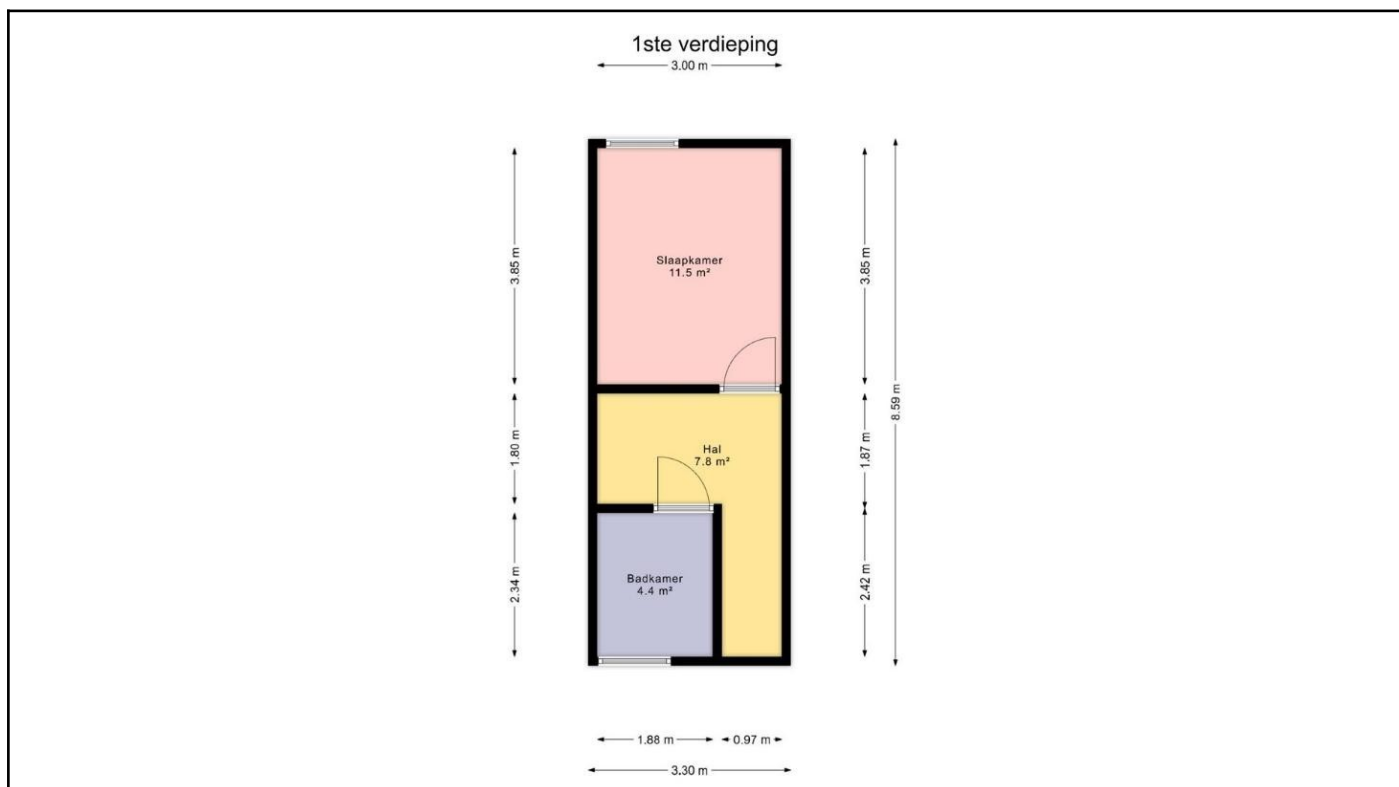 1ste verdieping
3.00 m
3.85 m
3.85 m
Slaapkamer
11.5 m²
8.59 m
1.80 m
1.87 m
Hal
7.8 m²
2.34 m
2.42 m
Badkamer
4.4 m²
1.88 m
0.97 m
3.30 m